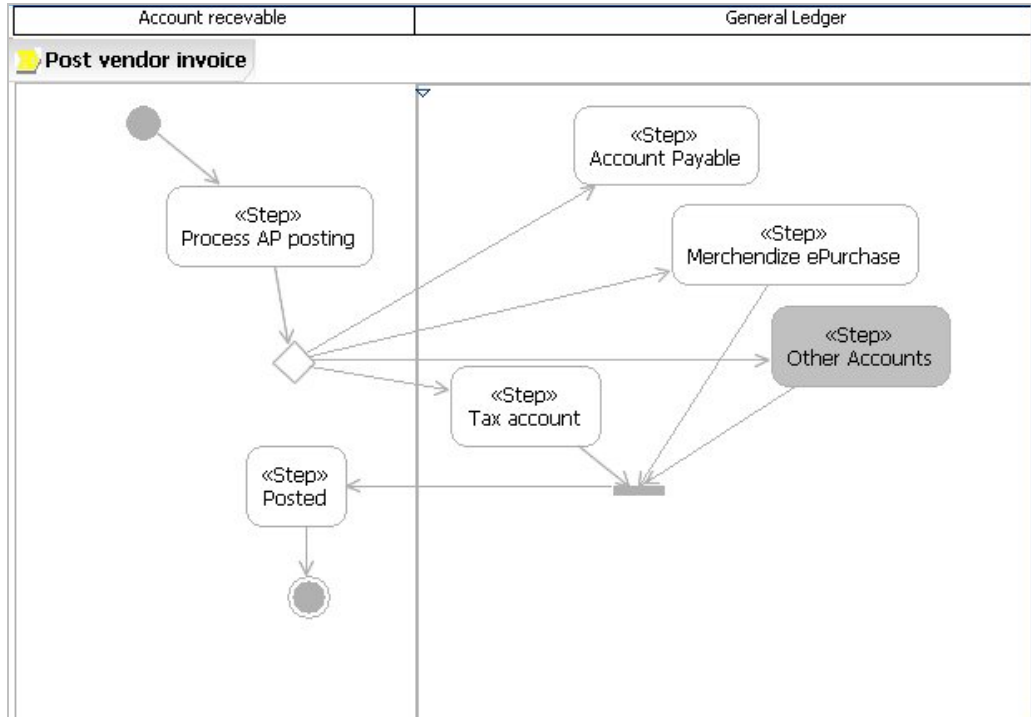 Account recevable
General Ledger
Post vendor invoice
«Step»
Account Payable
«Step»
Process AP posting
«Step»
Merchendize ePurchase
«Step»
Other Accounts
«Step»
Tax account
«Step»
Posted